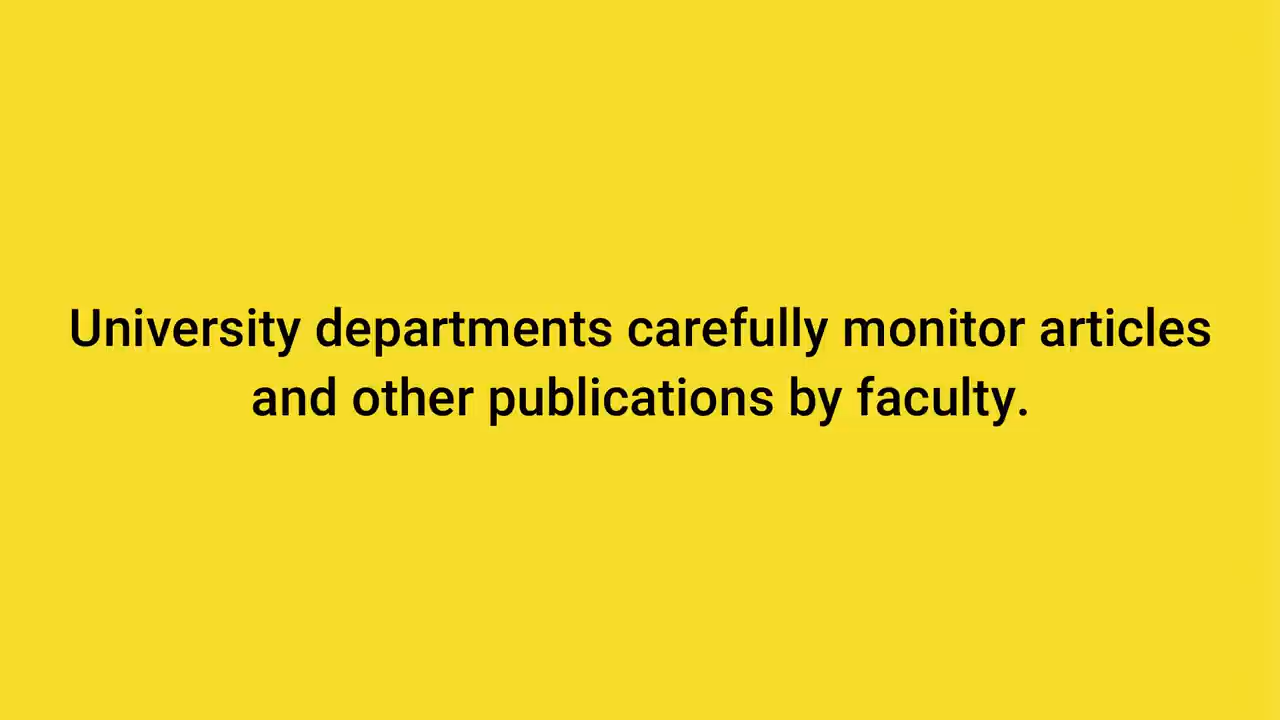 University departments carefully monitor articles
and other publications by faculty.